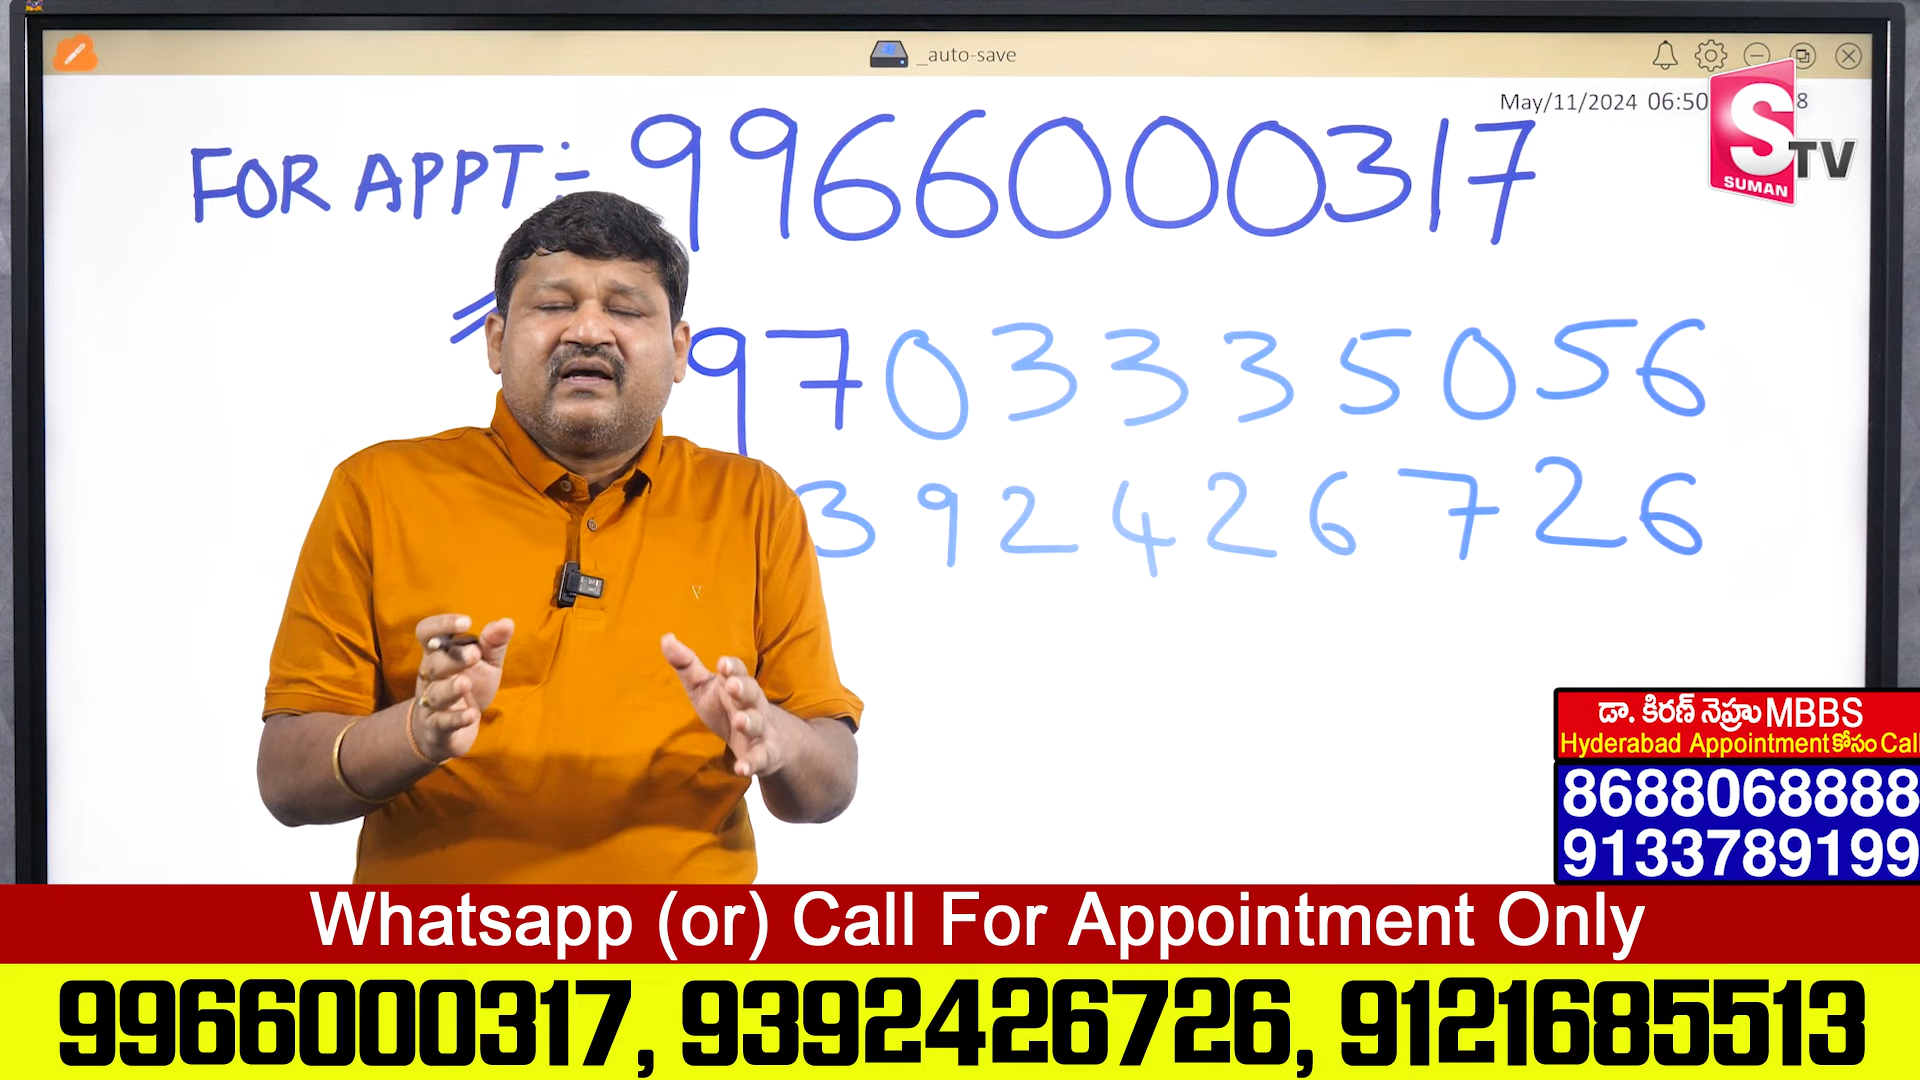 _auto-save
May/11/2024 06:50
8
S
TV
SUMAN
FOR APPT:- 9966000317
9703335056
392426726
డా. కిరణ్ నెహ్రు MBBS
Hyderabad Appointment కోసం Call
8688068888
9133789199
Whatsapp (or) Call For Appointment Only
9966000317, 9392426726, 9121685513